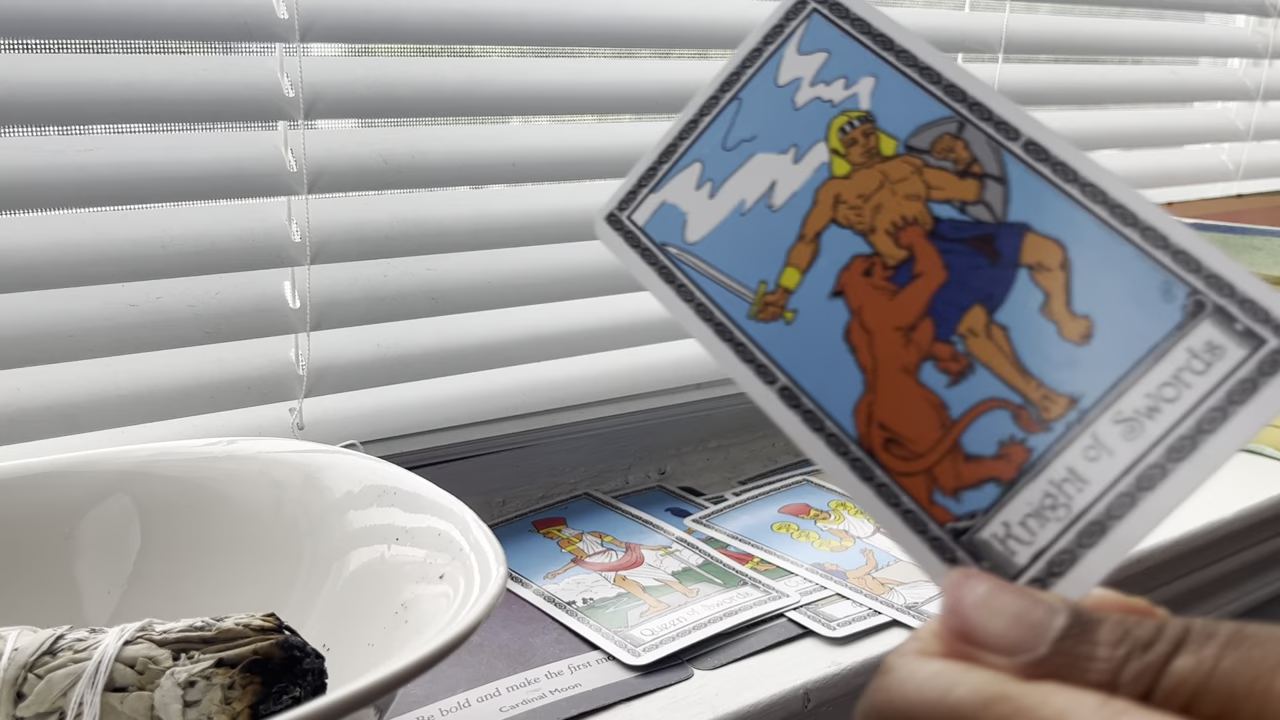 Knight of Swords
Queen of Swords
Be bold and make the first
Cardinal Moon